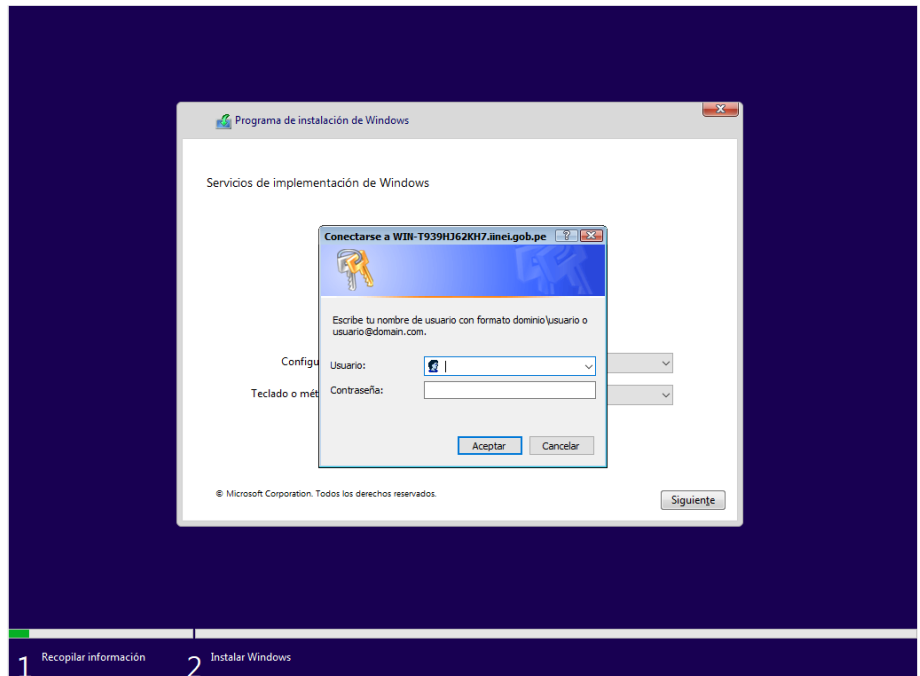 Programa de instalación de Windows
Servicios de implementación de Windows
Conectarse a WIN-T939HJ62KH7.iinei.gob.pe
Escribe tu nombre de usuario con formato dominio\usuario o
usuario@domain.com.
Configu
Usuario:
Teclado o mét
Contraseña:
Aceptar
Cancelar
© Microsoft Corporation. Todos los derechos reservados.
Siguiente
1 Recopilar información
2 Instalar Windows